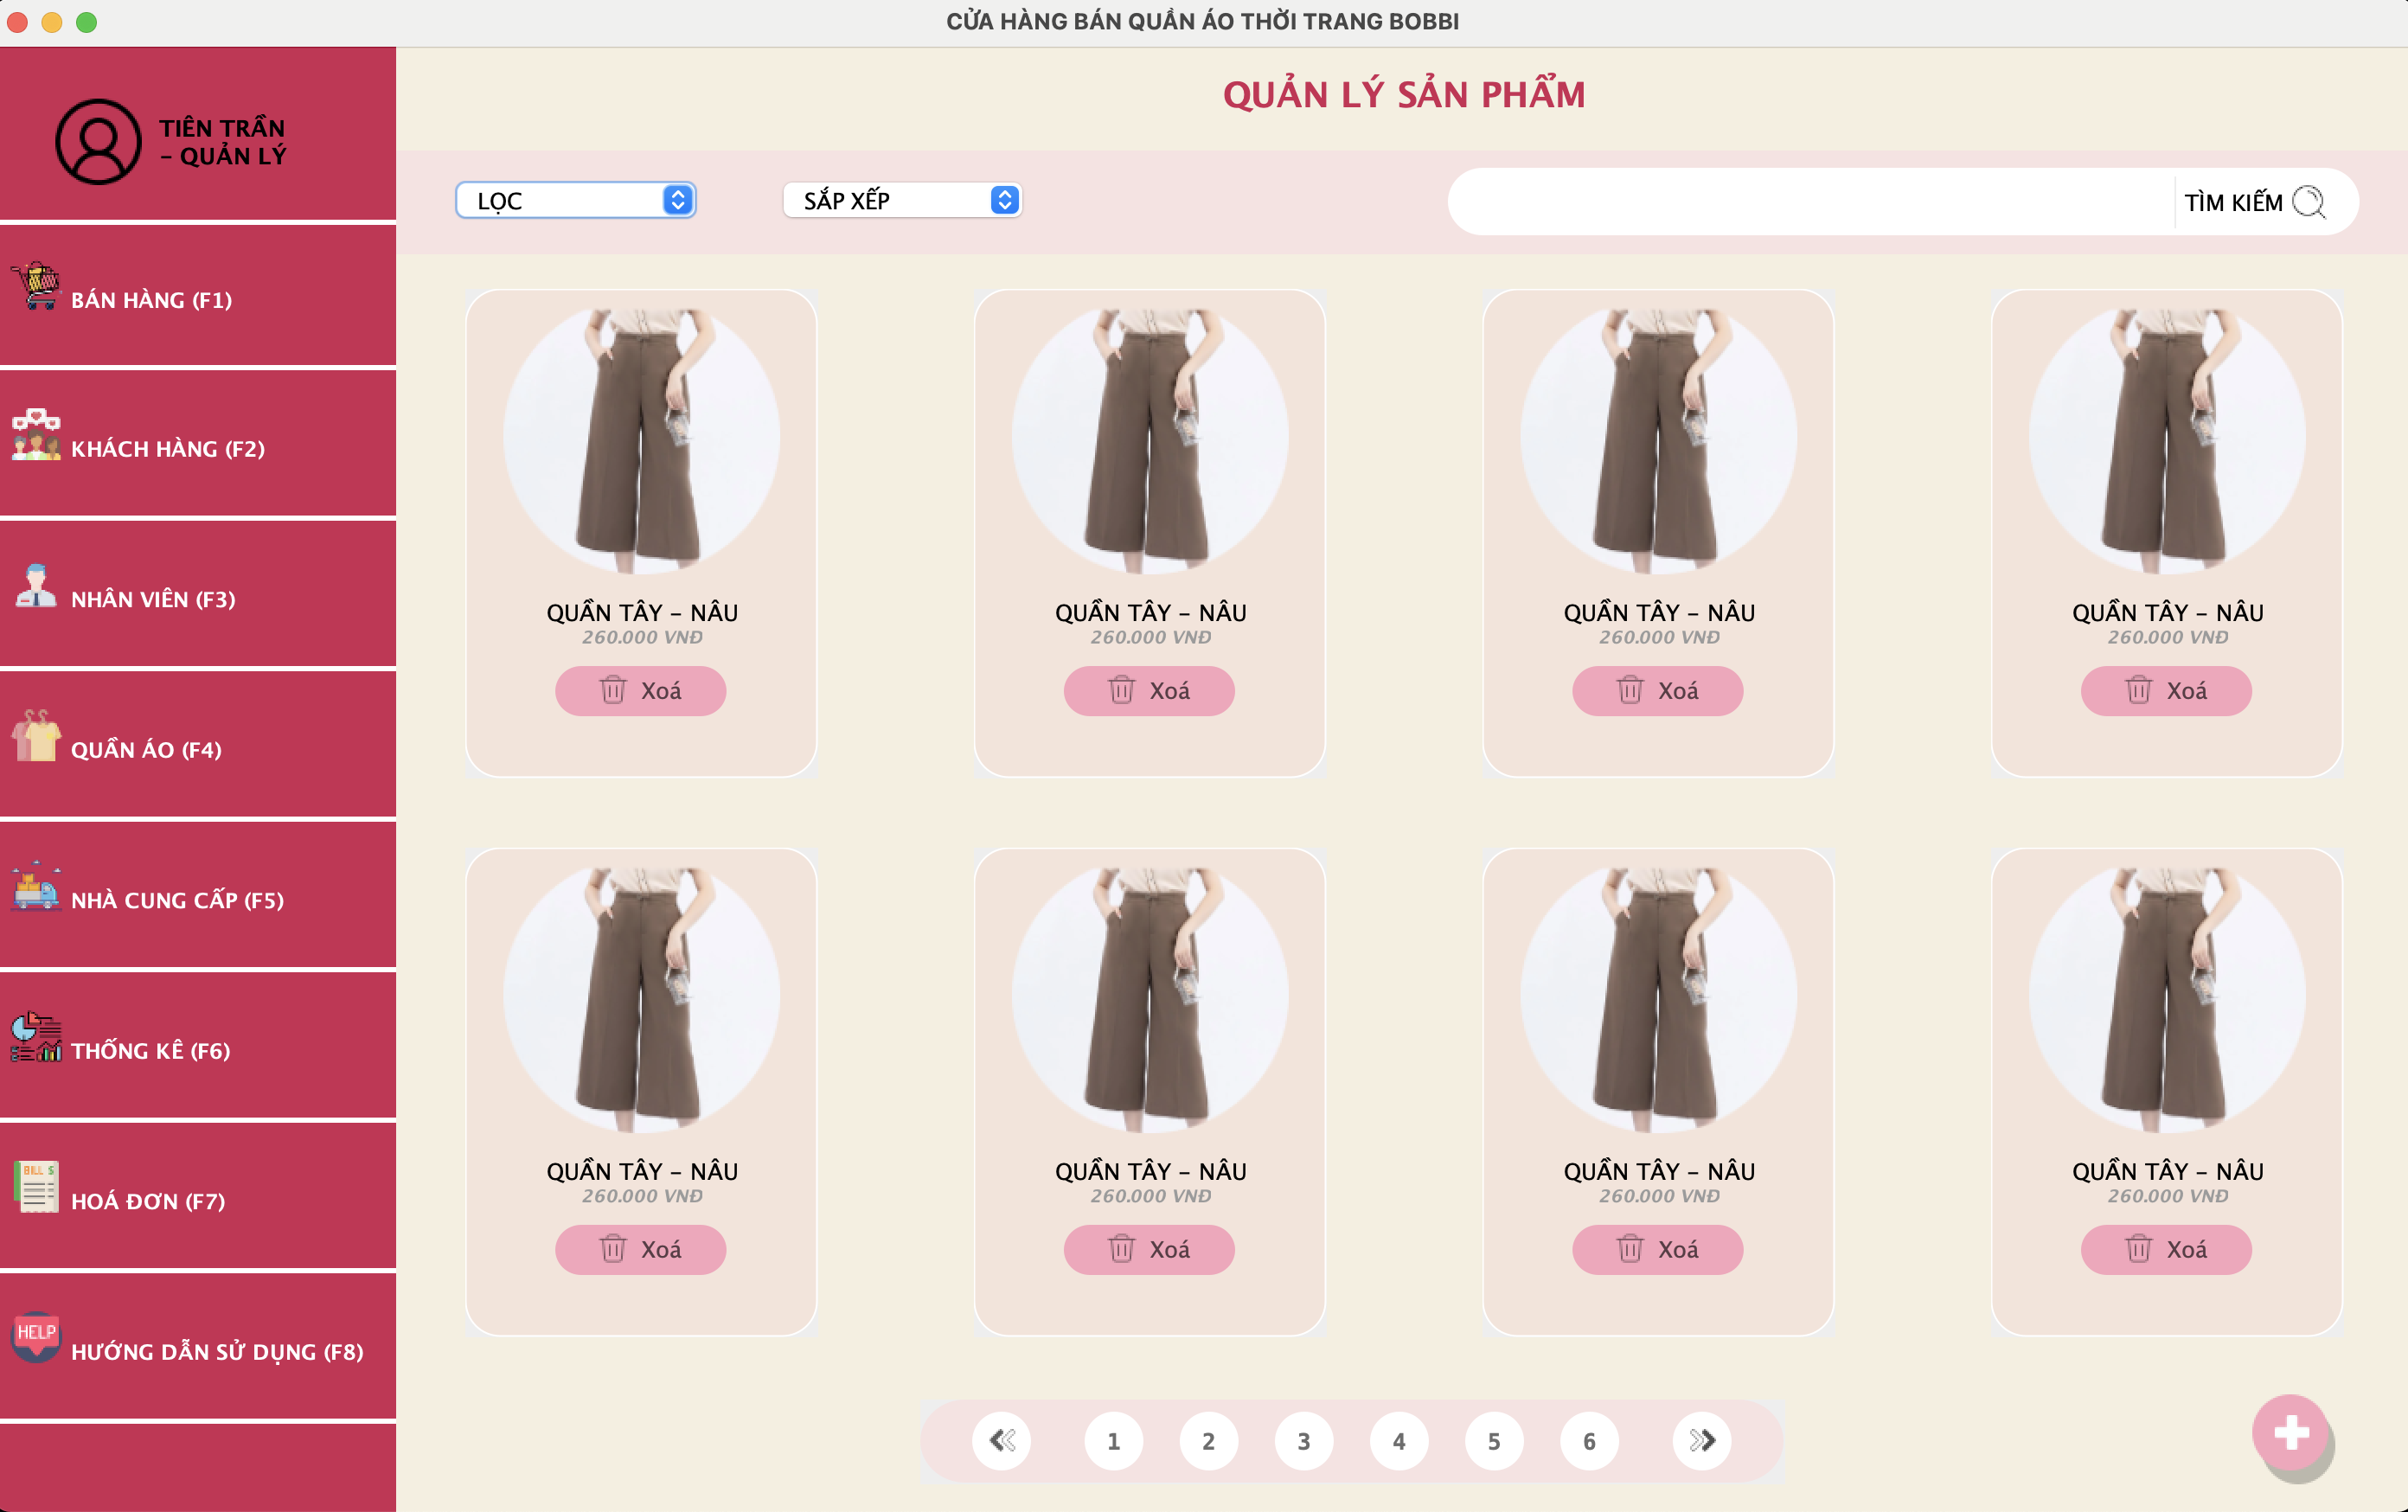 CỬA HÀNG BÁN QUẦN ÁO THỜI TRANG BOBBI
TIÊN TRẦN
– QUẢN LÝ
BÁN HÀNG (F1)
KHÁCH HÀNG (F2)
NHÂN VIÊN (F3)
QUẦN ÁO (F4)
NHÀ CUNG CẤP (F5)
THỐNG KÊ (F6)
BILL $
HOÁ ĐƠN (F7)
HELP
HƯỚNG DẪN SỬ DỤNG (F8)
QUẢN LÝ SẢN PHẨM
LỌC
SẮP XẾP
TÌM KIẾM
QUẦN TÂY – NÂU
260.000 VNĐ
Xoá
QUẦN TÂY – NÂU
260.000 VNĐ
Xoá
QUẦN TÂY – NÂU
260.000 VNĐ
Xoá
QUẦN TÂY – NÂU
260.000 VNĐ
Xoá
QUẦN TÂY – NÂU
260.000 VNĐ
Xoá
QUẦN TÂY – NÂU
260.000 VNĐ
Xoá
QUẦN TÂY – NÂU
260.000 VNĐ
Xoá
QUẦN TÂY – NÂU
260.000 VNĐ
Xoá
1 2 3 4 5 6